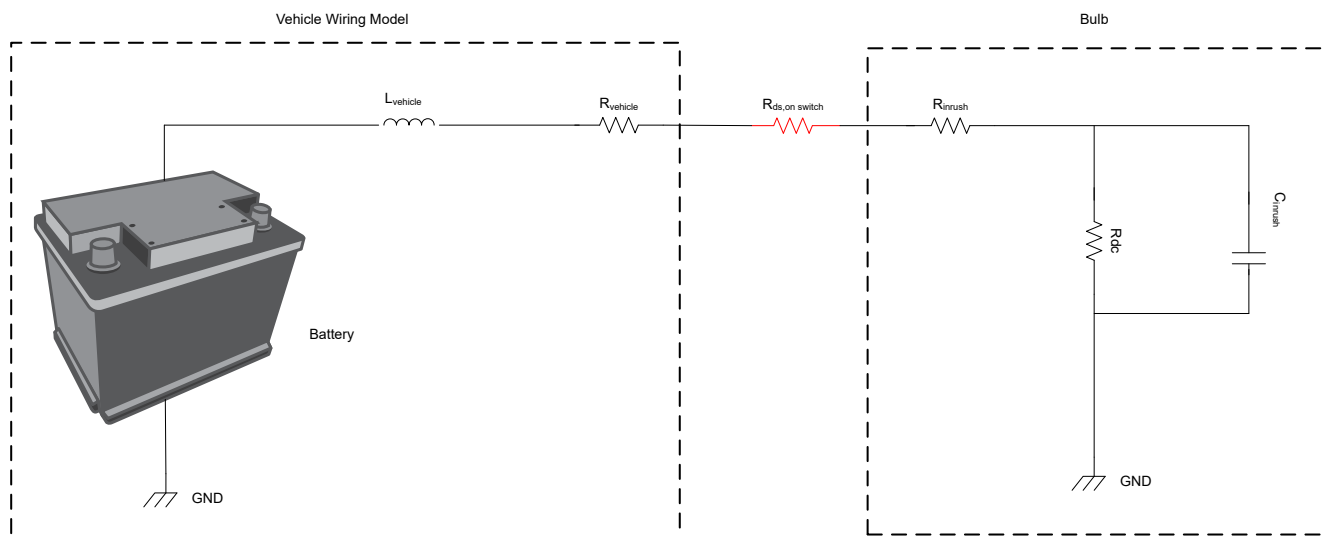 Vehicle Wiring Model
Bulb
Lvehicle
Rvehicle
Rds,on switch
Rinrush
Cinrush
Rdc
Battery
GND
GND